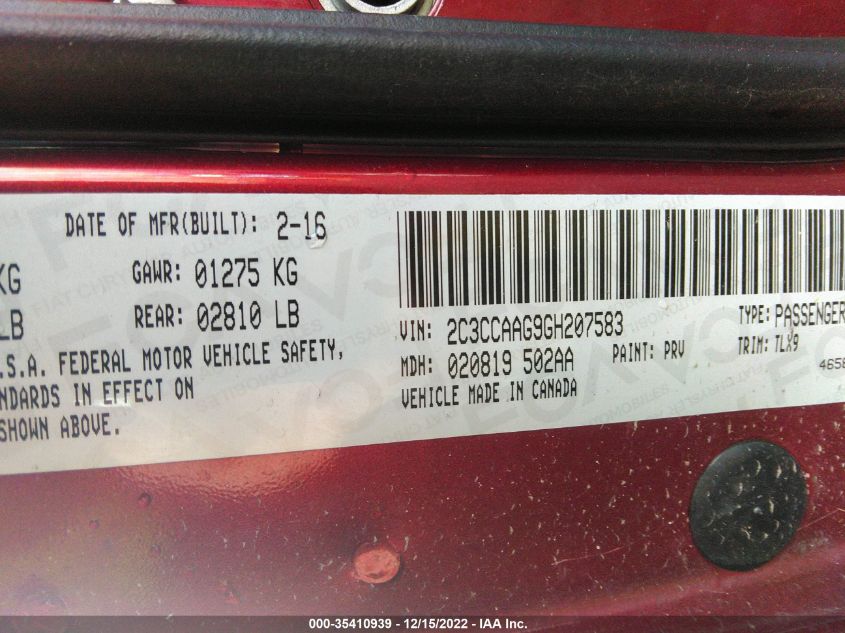 DATE OF MFR(BUILT): 2-16
KG GAWR: 01275 KG
LB REAR: 02810 LB
.S.A. FEDERAL MOTOR VEHICLE SAFETY,
NDARDS IN EFFECT ON
SHOWN ABOVE.
VIN: 2C3CCAAG9GH207583 TYPE: PASSENGER
MDH: 020819 502AA PAINT: PRV TRIM: TLX9
VEHICLE MADE IN CANADA 4658
000-35410939 - 12/15/2022 - IAA Inc.